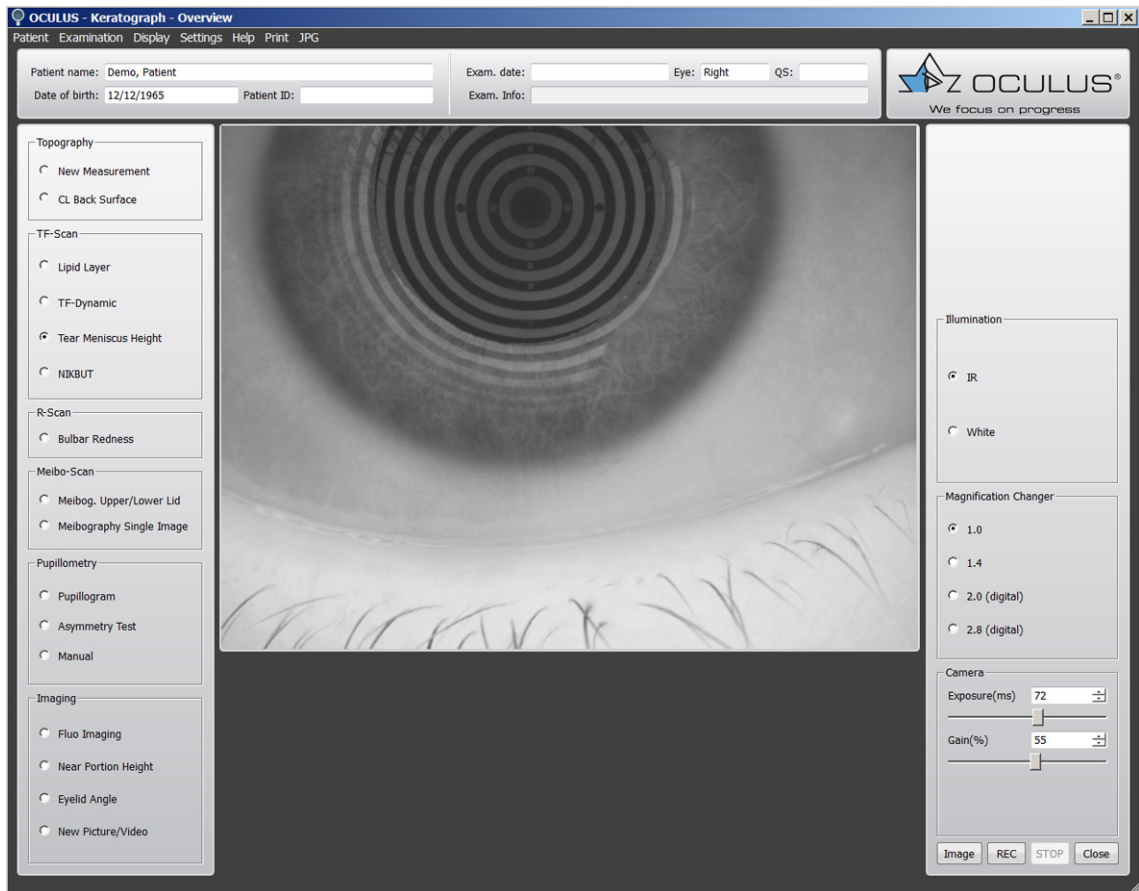 OCULUS - Keratograph - Overview
Patient Examination Display Settings Help Print JPG
Patient name: Demo, Patient
Date of birth: 12/12/1965 Patient ID:
Exam. date: Eye: Right QS:
Exam. Info:
OCULUS®
We focus on progress
Topography
New Measurement
CL Back Surface
TF-Scan
Lipid Layer
TF-Dynamic
Tear Meniscus Height
NIKBUT
R-Scan
Bulbar Redness
Meibo-Scan
Meibog. Upper/Lower Lid
Meibography Single Image
Pupillometry
Pupillogram
Asymmetry Test
Manual
Imaging
Fluo Imaging
Near Portion Height
Eyelid Angle
New Picture/Video
Illumination
IR
White
Magnification Changer
1.0
1.4
2.0 (digital)
2.8 (digital)
Camera
Exposure(ms) 72
Gain(%) 55
Image REC STOP Close